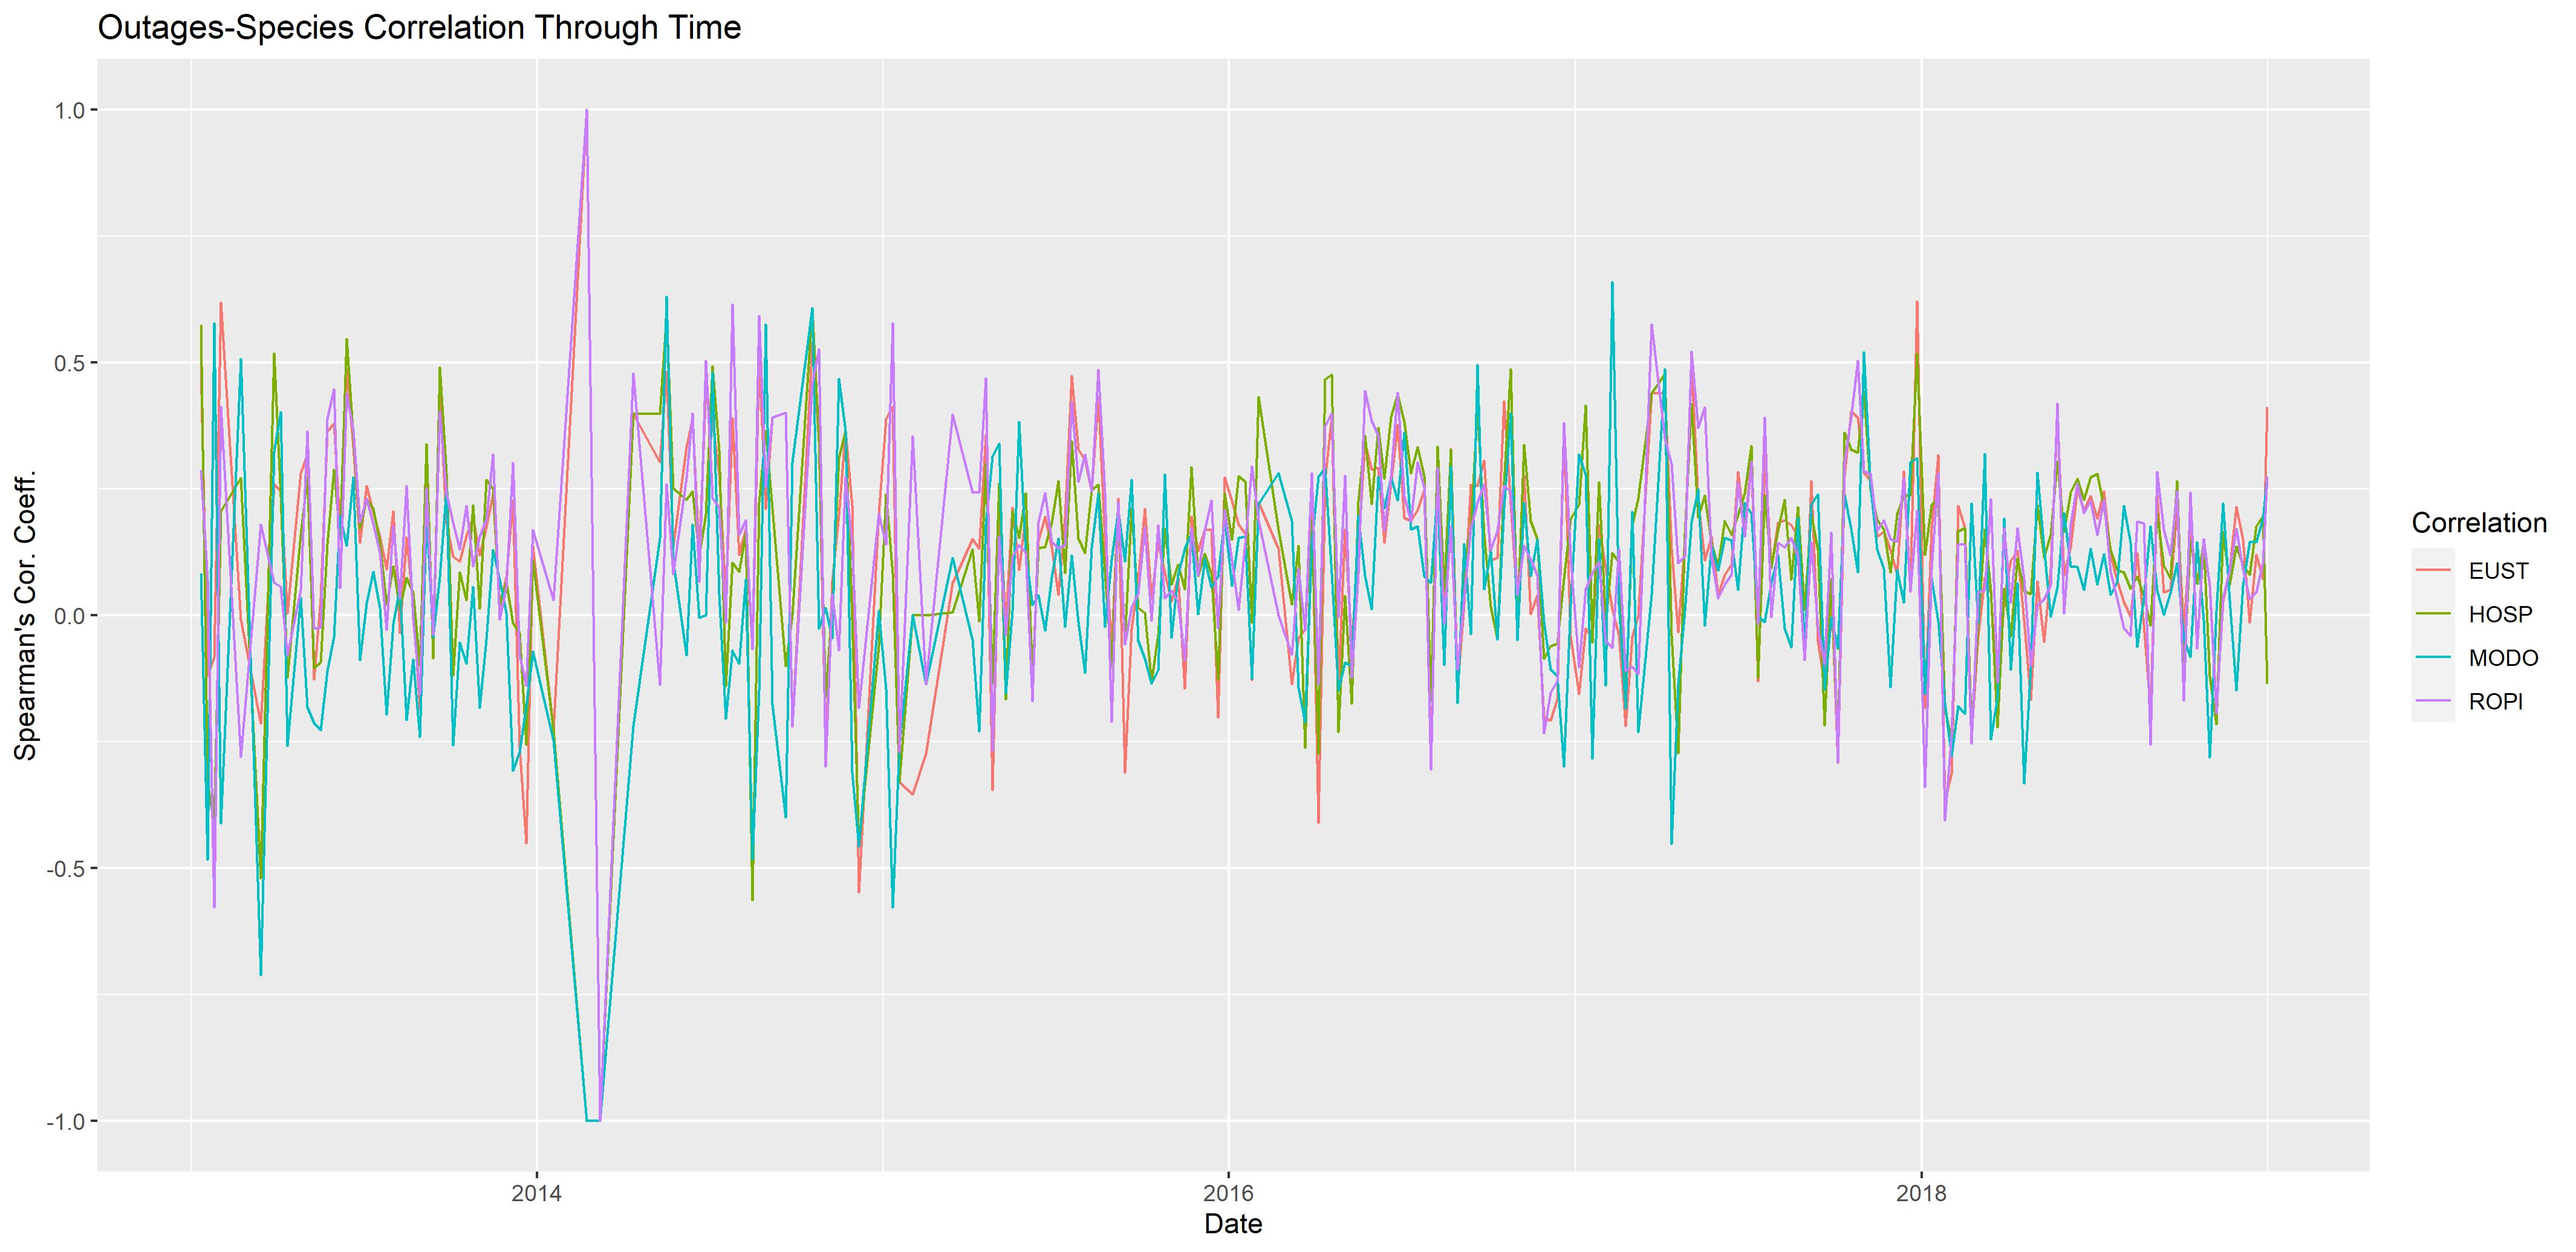 Outages-Species Correlation Through Time
1.0
0.5
0.0
-0.5
-1.0
Spearman's Cor. Coeff.
2014
2016
2018
Date
Correlation
EUST
HOSP
MODO
ROPI